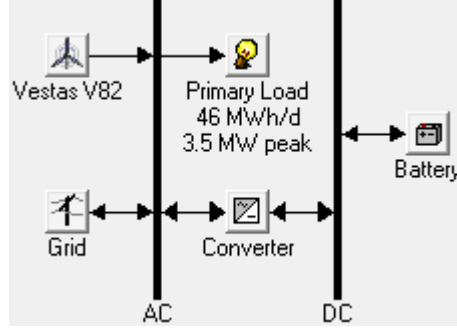 Vestas V82
Primary Load
46 MWh/d
3.5 MW peak
Battery
Grid
Converter
AC
DC